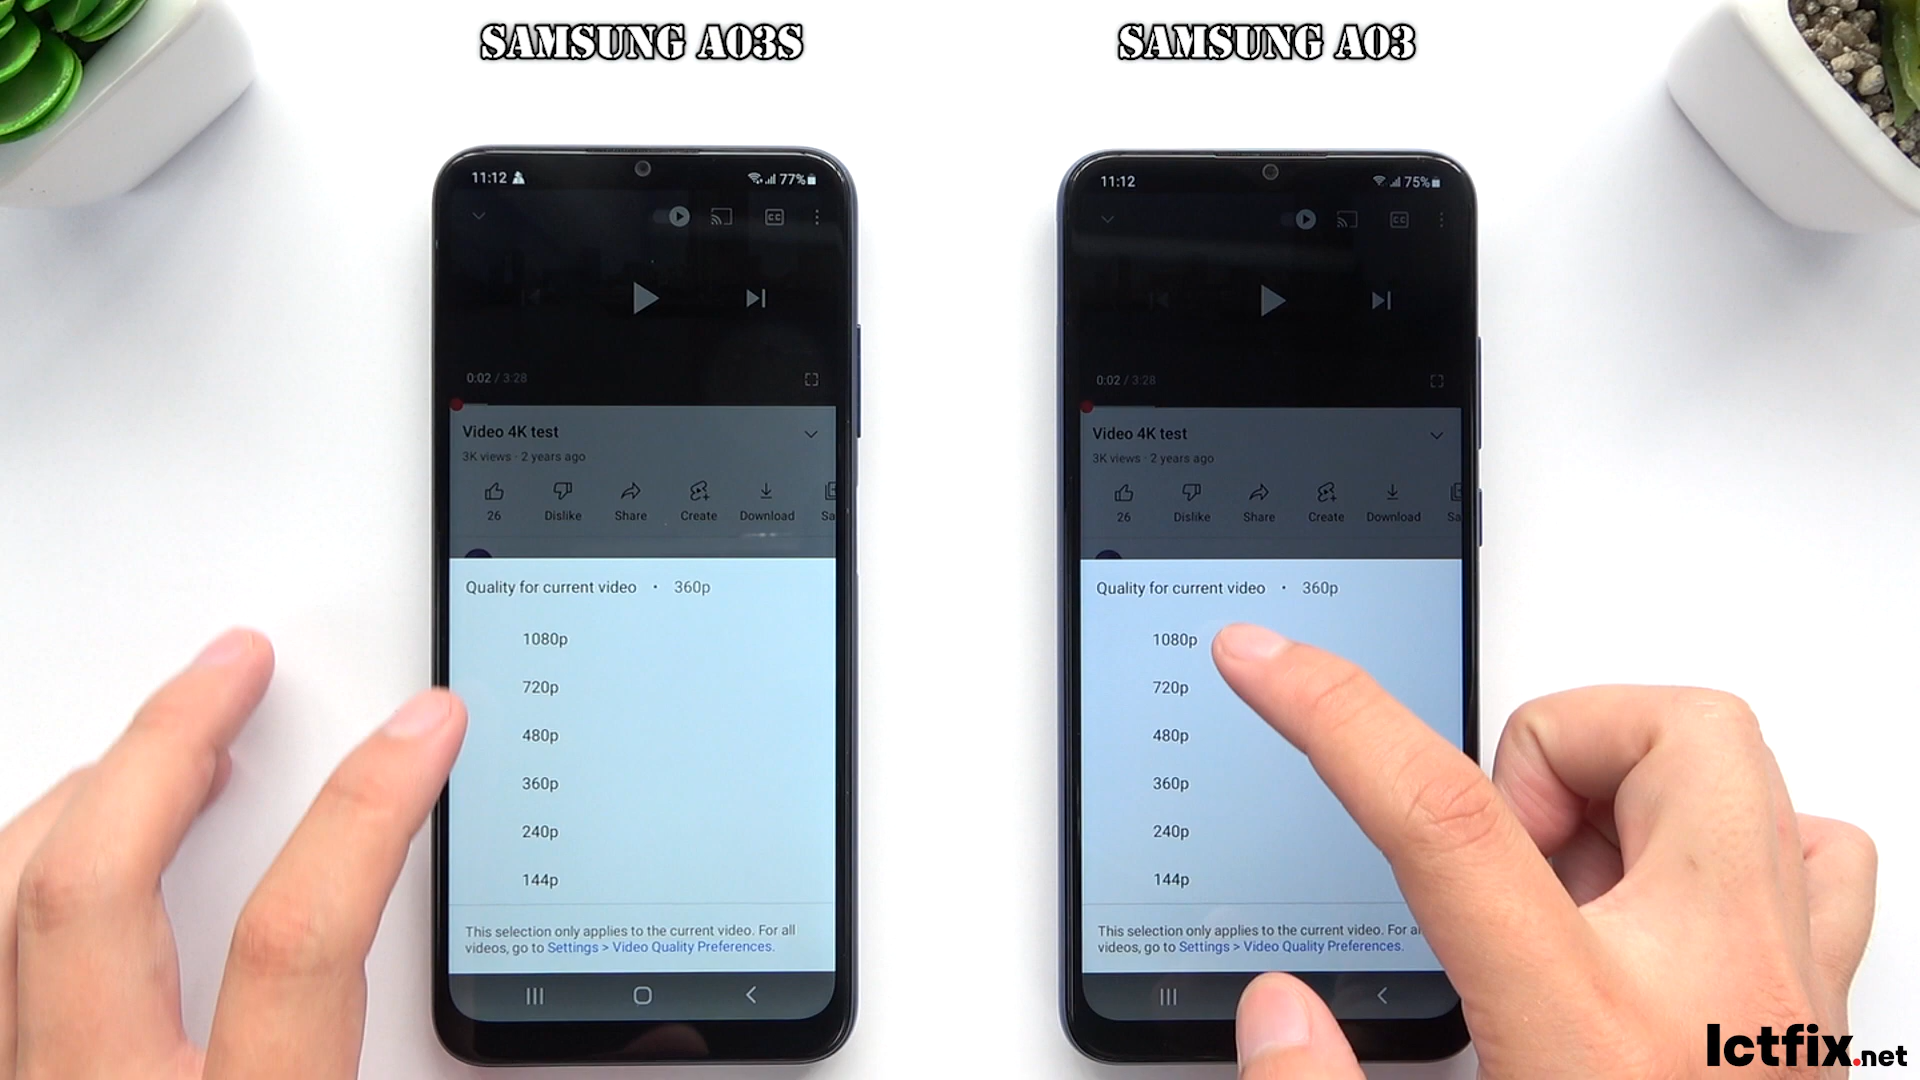 SAMSUNG A03S
SAMSUNG A03
11:12
77%
0:02 / 3:28
Video 4K test
3K views · 2 years ago
26
Dislike
Share
Create
Download
Sa
Quality for current video • 360p
1080p
720p
480p
360p
240p
144p
This selection only applies to the current video. For all
videos, go to Settings > Video Quality Preferences.
11:12
75%
0:02 / 3:28
Video 4K test
3K views · 2 years ago
26
Dislike
Share
Create
Download
Sa
Quality for current video • 360p
1080p
720p
480p
360p
240p
144p
This selection only applies to the current video. For
videos, go to Settings > Video Quality Preferences.
Ictfix.net